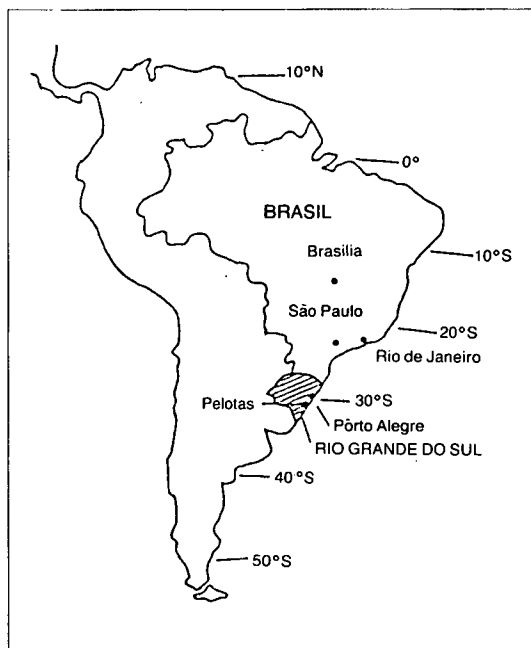 10°N
0°
BRASIL
Brasilia
10°S
São Paulo
20°S
Rio de Janeiro
Pelotas
30°S
Pôrto Alegre
RIO GRANDE DO SUL
40°S
50°S